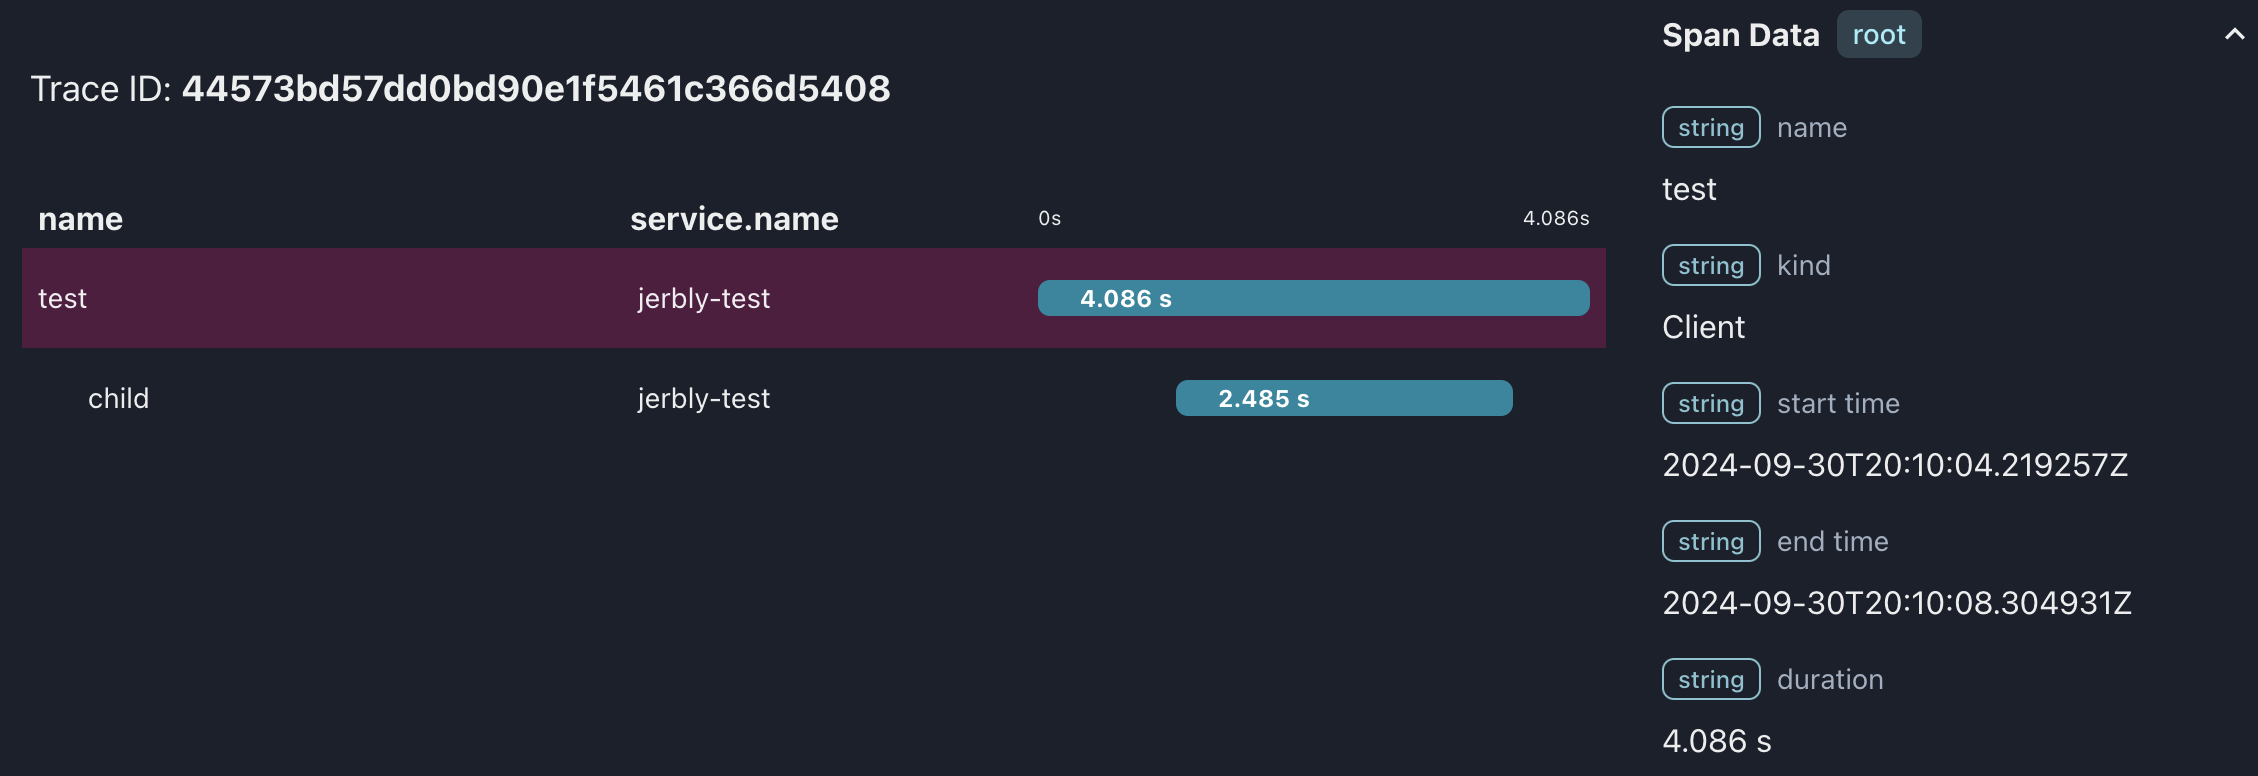 Trace ID: 44573bd57dd0bd90e1f5461c366d5408
name service.name 0s 4.086s
test jerbly-test 4.086 s
child jerbly-test 2.485 s
Span Data root
string name
test
string kind
Client
string start time
2024-09-30T20:10:04.219257Z
string end time
2024-09-30T20:10:08.304931Z
string duration
4.086 s